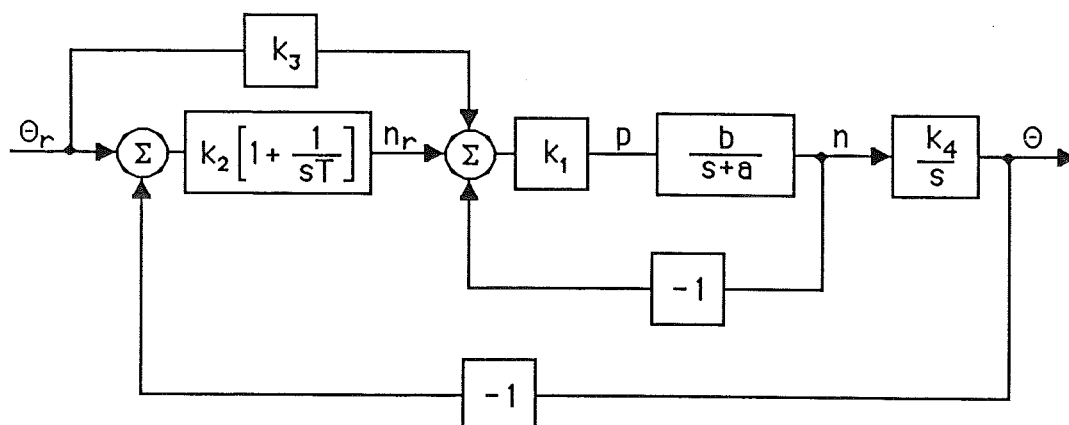 k₃
Θr
Σ
k₂[1 + 1/sT]
nr
Σ
k₁
p
b/s+a
n
k₄/s
Θ
-1
-1